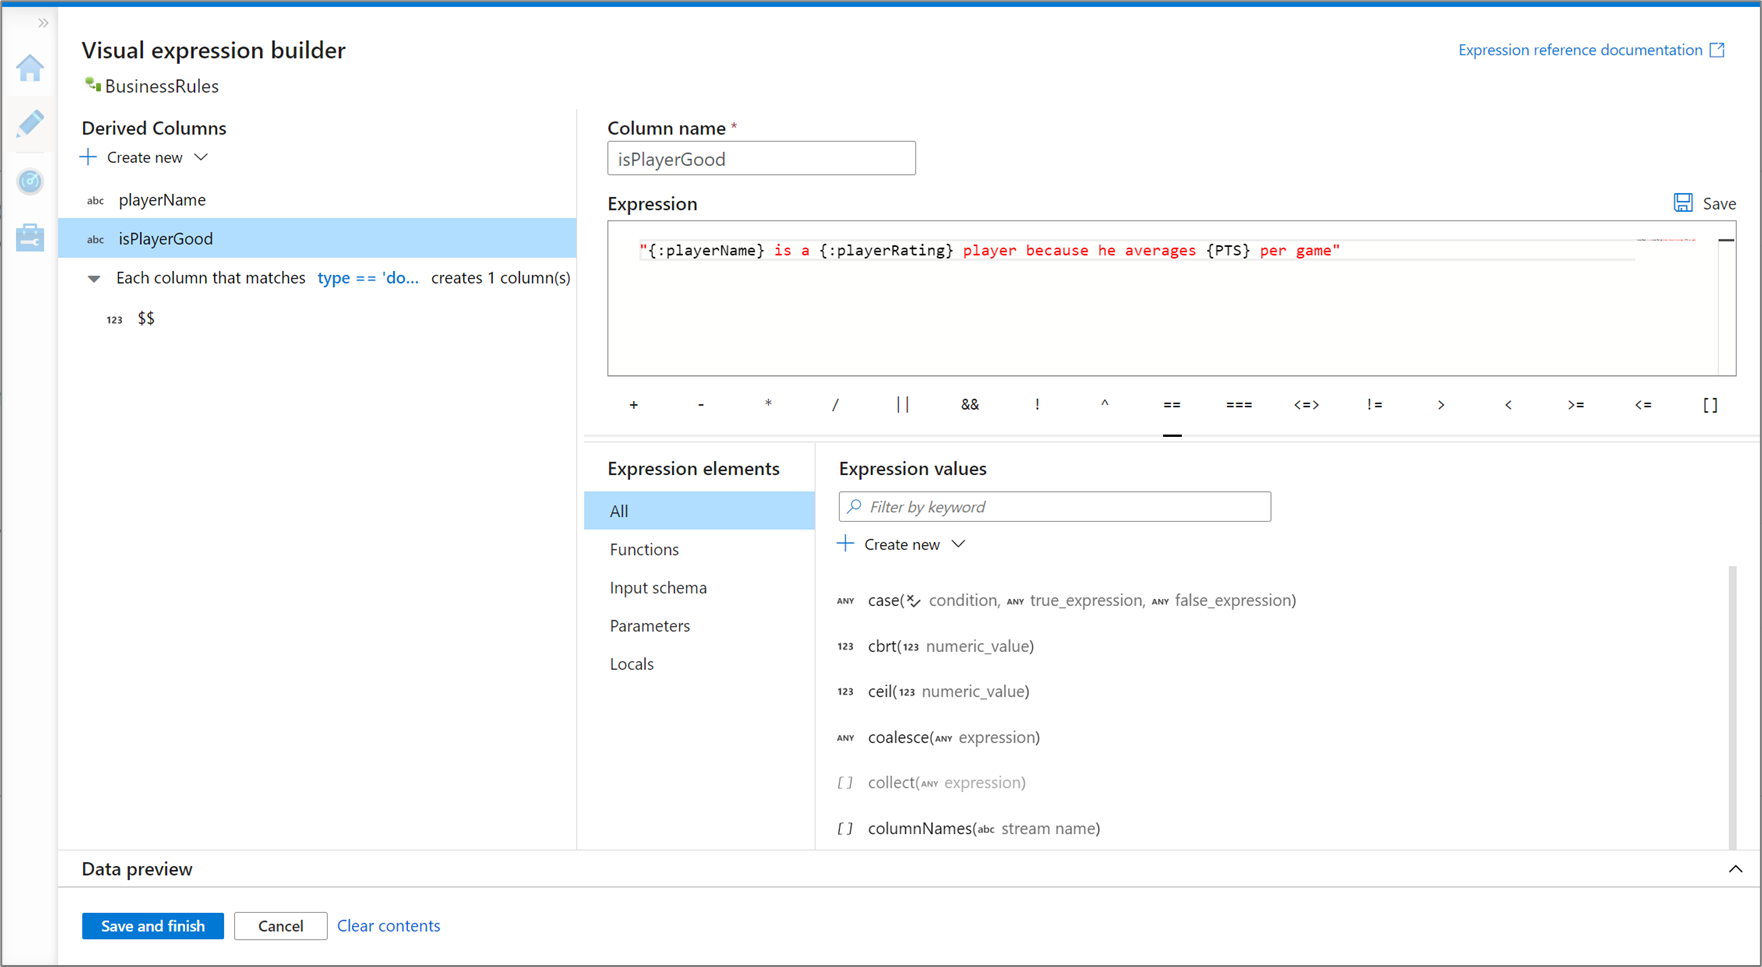 Visual expression builder
Expression reference documentation
BusinessRules
Derived Columns
Create new
abc playerName
abc isPlayerGood
Each column that matches type == 'do... creates 1 column(s)
123 $$
Column name *
isPlayerGood
Expression
Save
"{:playerName} is a {:playerRating} player because he averages {PTS} per game"
+ - * / || && ! ^ == === <=> != > < >= <= []
Expression elements
All
Functions
Input schema
Parameters
Locals
Expression values
Filter by keyword
Create new
ANY case( condition, ANY true_expression, ANY false_expression)
123 cbrt(123 numeric_value)
123 ceil(123 numeric_value)
ANY coalesce(ANY expression)
[] collect(ANY expression)
[] columnNames(abc stream name)
Data preview
Save and finish
Cancel
Clear contents